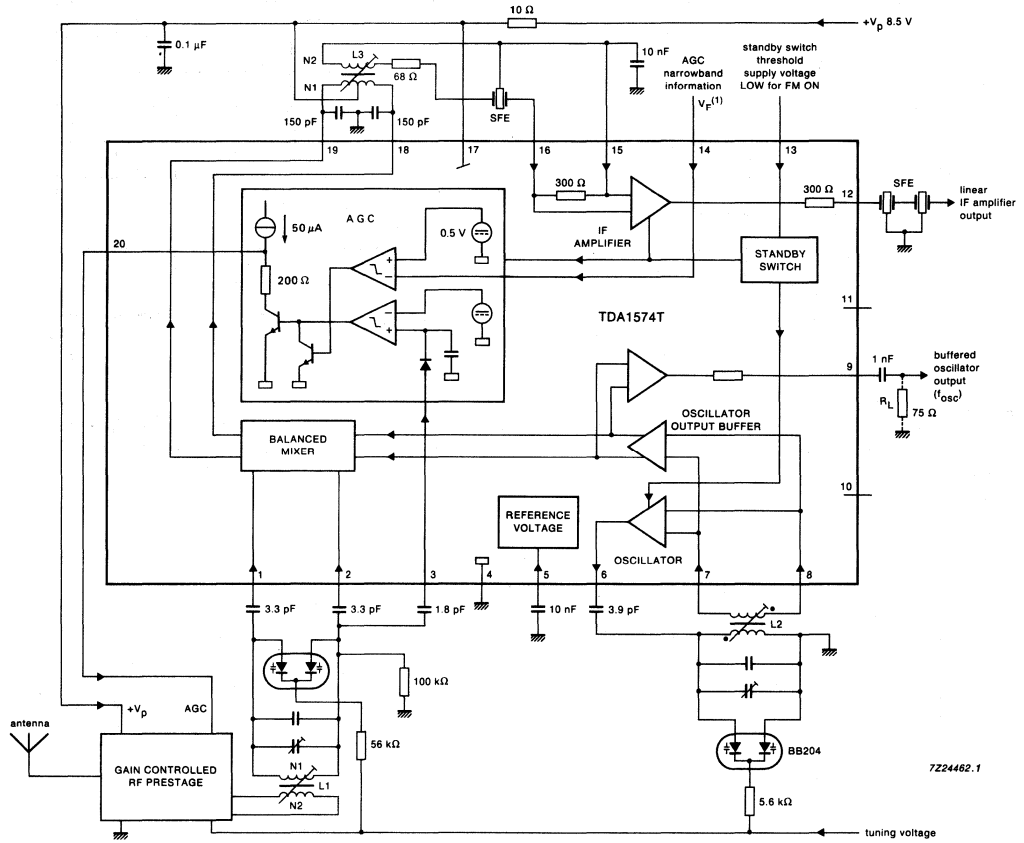 10 Ω
+Vp 8.5 V
0.1 µF
N2
L3
N1
68 Ω
SFE
10 nF
AGC
narrowband
information
VF(1)
standby switch
threshold
supply voltage
LOW for FM ON
150 pF
150 pF
19
18
17
16
15
14
13
12
300 Ω
300 Ω
SFE
linear
IF amplifier
output
IF
AMPLIFIER
STANDBY
SWITCH
AGC
50 µA
0.5 V
200 Ω
20
11
TDA1574T
9
1 nF
buffered
oscillator
output
(fosc)
RL
75 Ω
OSCILLATOR
OUTPUT BUFFER
BALANCED
MIXER
10
REFERENCE
VOLTAGE
OSCILLATOR
1
2
3
4
5
6
7
8
3.3 pF
3.3 pF
1.8 pF
10 nF
3.9 pF
L2
100 kΩ
56 kΩ
+Vp
AGC
antenna
GAIN CONTROLLED
RF PRESTAGE
N1
L1
N2
BB204
5.6 kΩ
7Z24462.1
tuning voltage